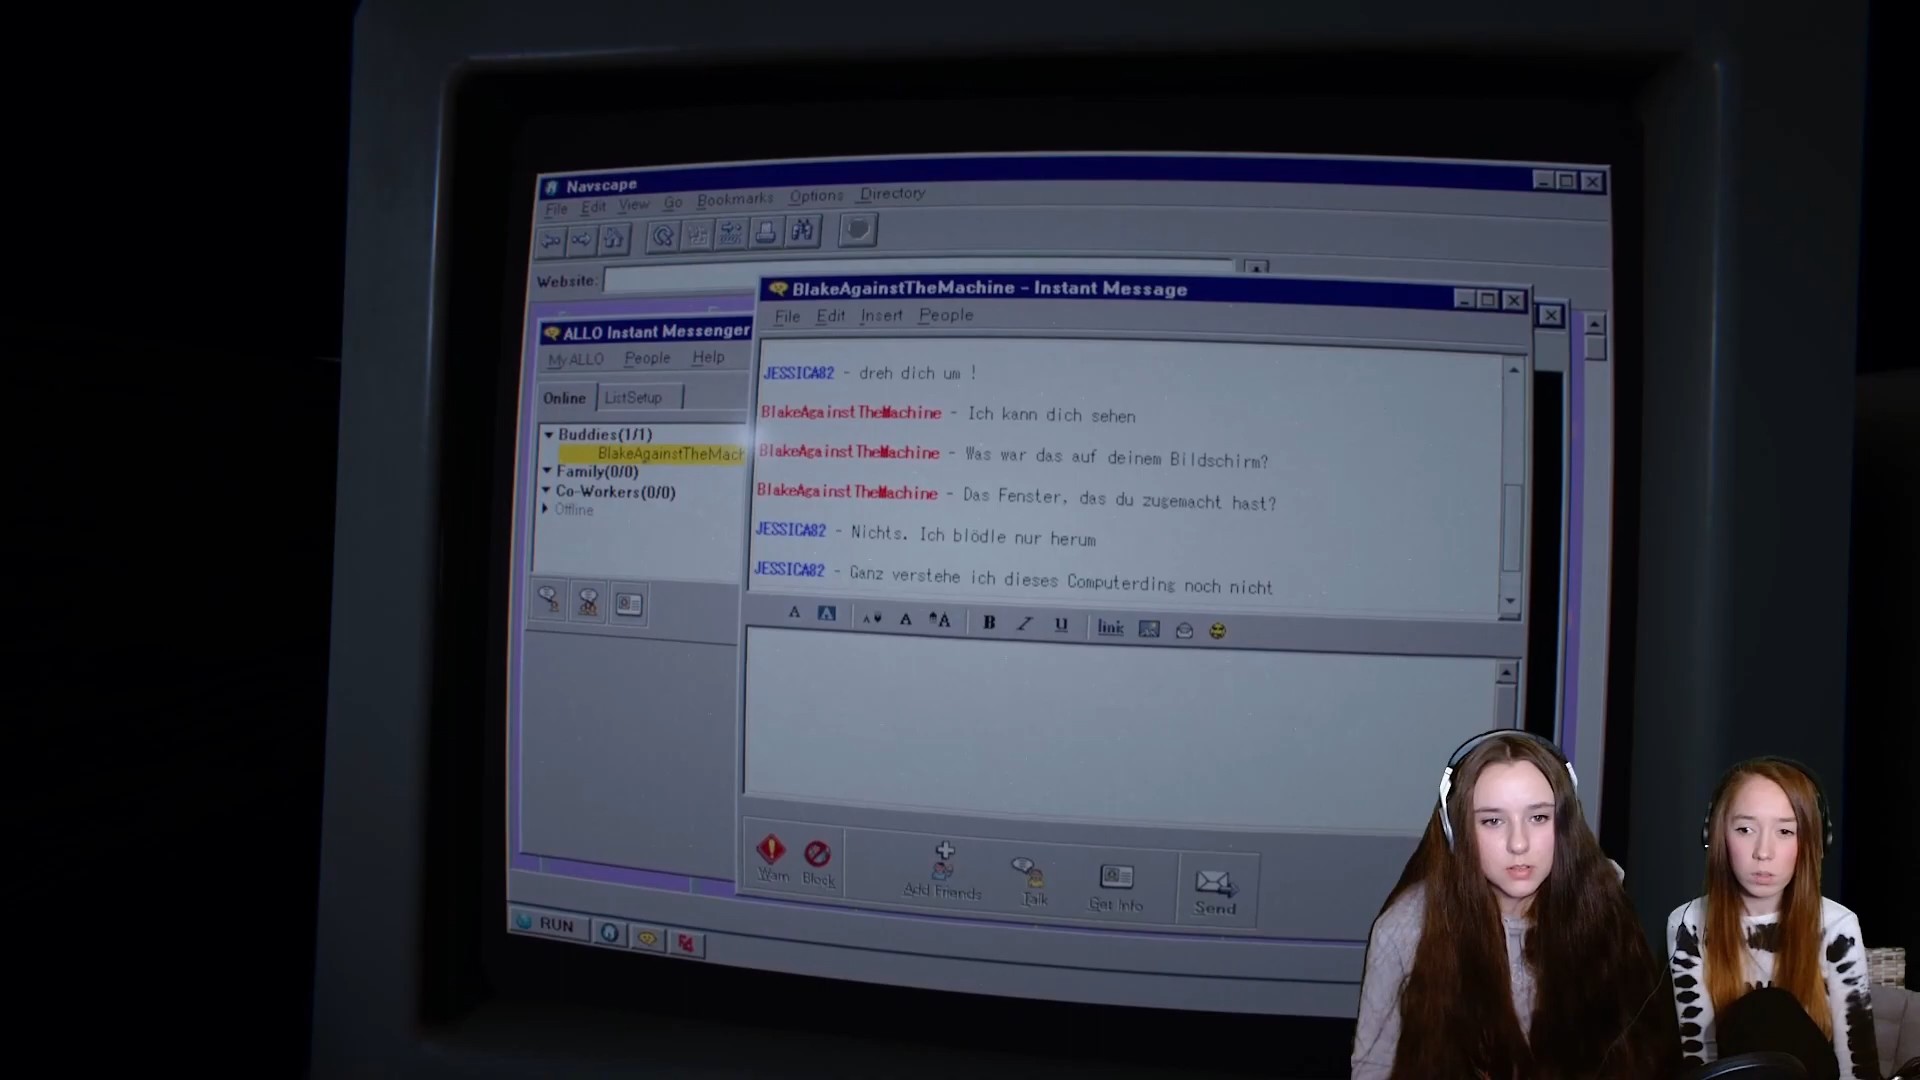 Navscape
File Edit View Go Bookmarks Options Directory
Website:
ALLO Instant Messenger
My ALLO People Help
Online ListSetup
Buddies(1/1)
BlakeAgainstTheMach
Family(0/0)
Co-Workers(0/0)
Offline
BlakeAgainstTheMachine - Instant Message
File Edit Insert People
JESSICA82 - dreh dich um !
BlakeAgainstTheMachine - Ich kann dich sehen
BlakeAgainstTheMachine - Was war das auf deinem Bildschirm?
BlakeAgainstTheMachine - Das Fenster, das du zugemacht hast?
JESSICA82 - Nichts. Ich blödle nur herum
JESSICA82 - Ganz verstehe ich dieses Computerding noch nicht
A A A A A B I U link
Warn Block Add Friends Talk Get Info Send
RUN